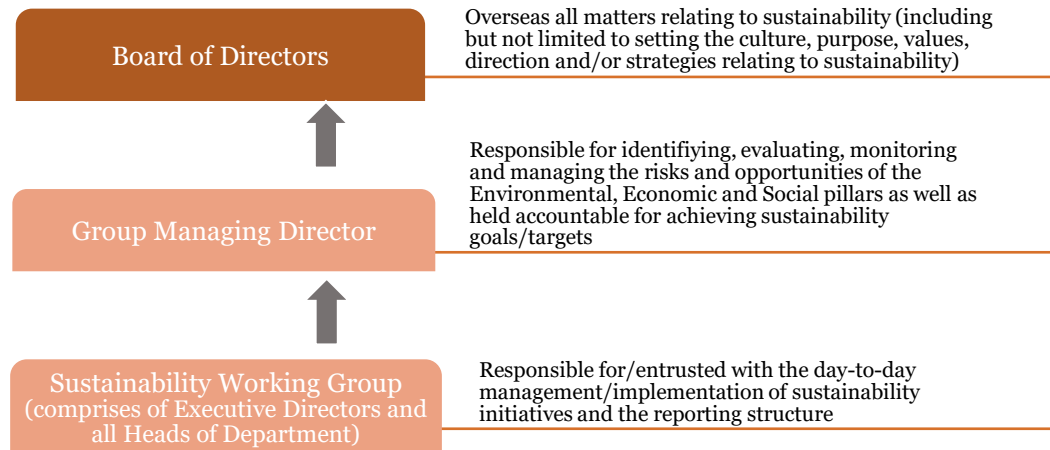 Board of Directors
Overseas all matters relating to sustainability (including
but not limited to setting the culture, purpose, values,
direction and/or strategies relating to sustainability)
Group Managing Director
Responsible for identifiying, evaluating, monitoring
and managing the risks and opportunities of the
Environmental, Economic and Social pillars as well as
held accountable for achieving sustainability
goals/targets
Sustainability Working Group
(comprises of Executive Directors and
all Heads of Department)
Responsible for/entrusted with the day-to-day
management/implementation of sustainability
initiatives and the reporting structure